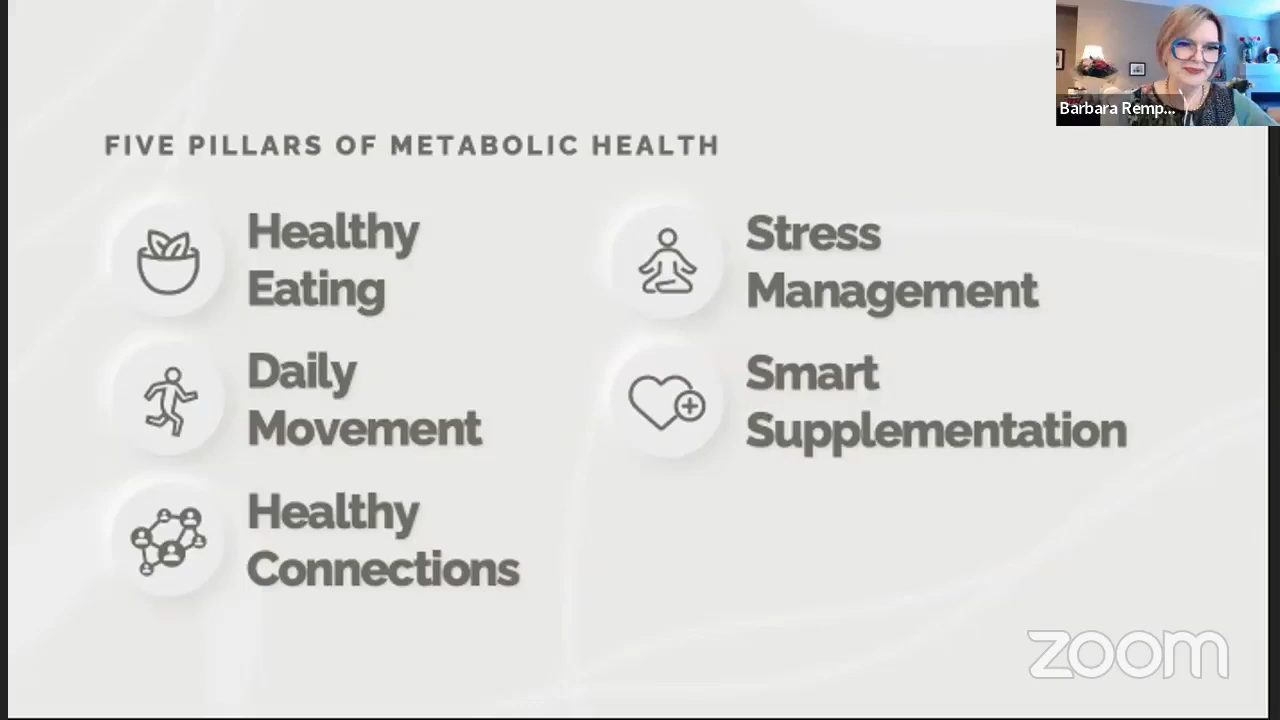 Barbara Remp...
FIVE PILLARS OF METABOLIC HEALTH
Healthy
Eating
Stress
Management
Daily
Movement
Smart
Supplementation
Healthy
Connections
zoom